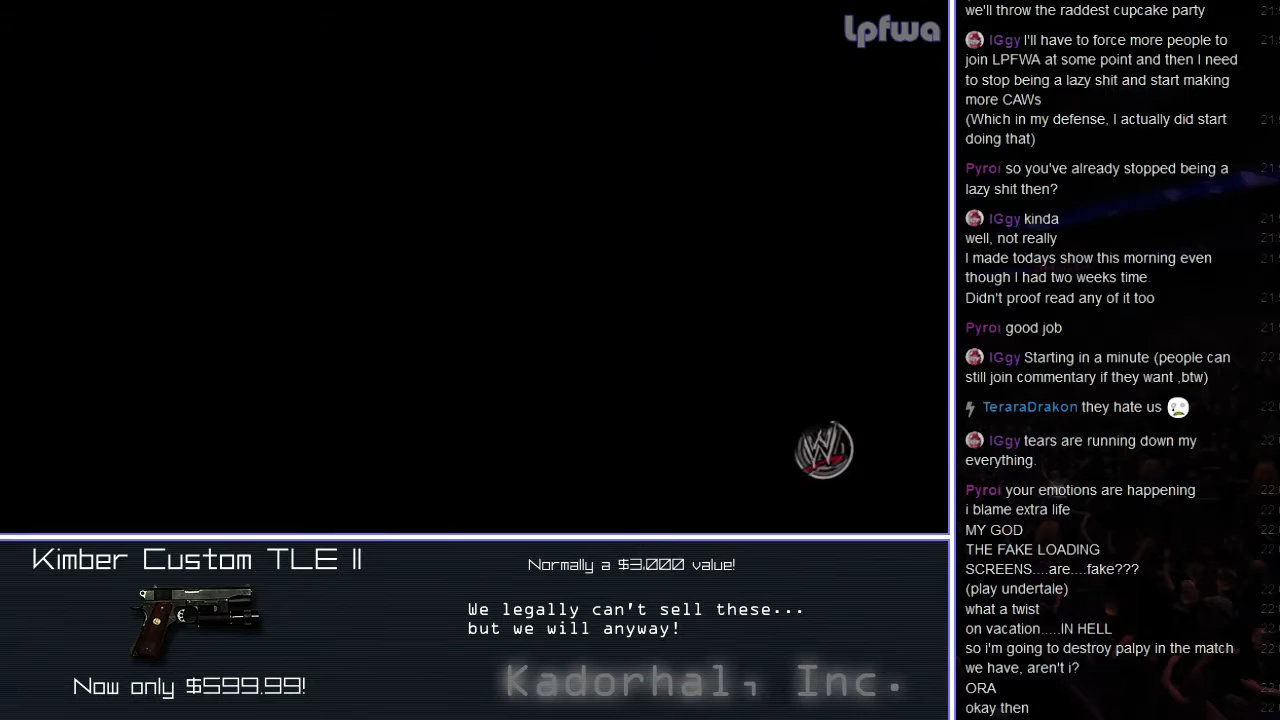 lpfwa
W
Kimber Custom TLE II
Now only $599.99!
Normally a $3,000 value!
We legally can't sell these...
but we will anyway!
Kadorhal, Inc.
we'll throw the raddest cupcake party
IGgy I'll have to force more people to
join LPFWA at some point and then I need
to stop being a lazy shit and start making
more CAWs
(Which in my defense, I actually did start
doing that)
Pyroi so you've already stopped being a
lazy shit then?
IGgy kinda
well, not really
I made todays show this morning even
though I had two weeks time.
Didn't proof read any of it too
Pyroi good job
IGgy Starting in a minute (people can
still join commentary if they want ,btw)
TeraraDrakon they hate us
IGgy tears are running down my
everything.
Pyroi your emotions are happening
i blame extra life
MY GOD
THE FAKE LOADING
SCREENS....are....fake???
(play undertale)
what a twist
on vacation.....IN HELL
so i'm going to destroy palpy in the match
we have, aren't i?
ORA
okay then